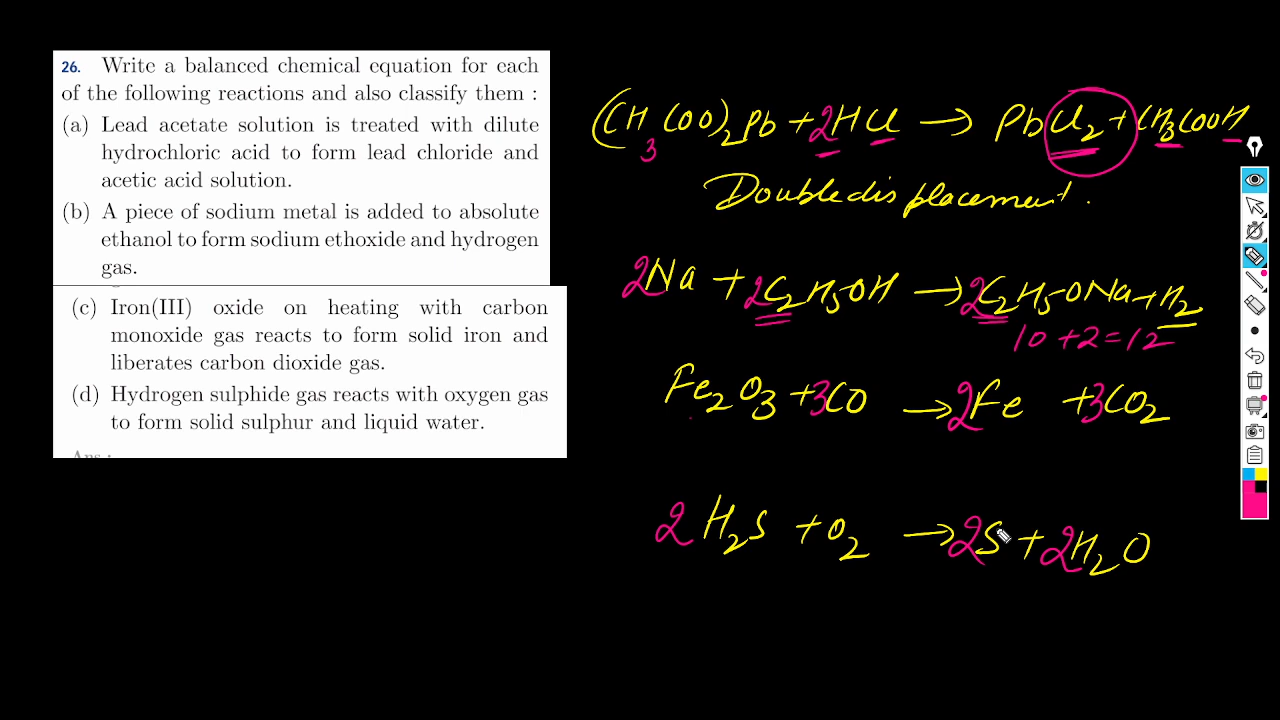 26. Write a balanced chemical equation for each
of the following reactions and also classify them :
(a) Lead acetate solution is treated with dilute
hydrochloric acid to form lead chloride and
acetic acid solution.
(b) A piece of sodium metal is added to absolute
ethanol to form sodium ethoxide and hydrogen
gas.
(c) Iron(III) oxide on heating with carbon
monoxide gas reacts to form solid iron and
liberates carbon dioxide gas.
(d) Hydrogen sulphide gas reacts with oxygen gas
to form solid sulphur and liquid water.
Ans :
(CH3COO)2Pb + 2HCl → PbCl2 + CH3COOH
Double displacement.
2Na + 2C2H5OH → 2C2H5ONa + H2
10 + 2 = 12
Fe2O3 + 3CO → 2Fe + 3CO2
2H2S + O2 → 2S + 2H2O